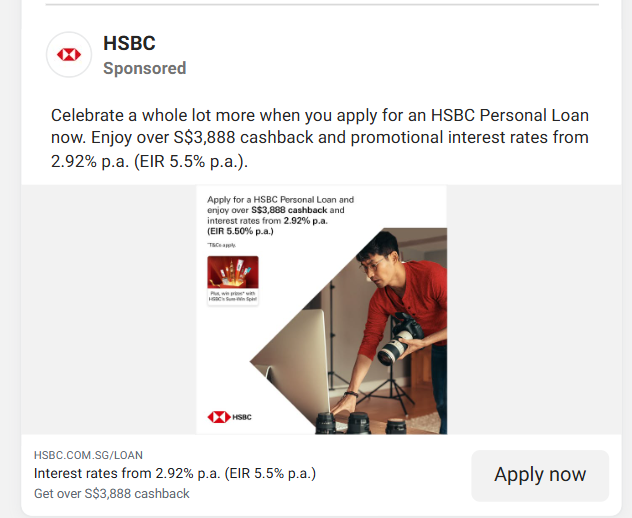 HSBC
Sponsored
Celebrate a whole lot more when you apply for an HSBC Personal Loan
now. Enjoy over S$3,888 cashback and promotional interest rates from
2.92% p.a. (EIR 5.5% p.a.).
Apply for a HSBC Personal Loan and
enjoy over S$3,888 cashback and
interest rates from 2.92% p.a.
(EIR 5.50% p.a.)
*T&Cs apply.
Plus, win prizes* with
HSBC's Sure-Win Spin!
HSBC
HSBC.COM.SG/LOAN
Interest rates from 2.92% p.a. (EIR 5.5% p.a.)
Get over S$3,888 cashback
Apply now